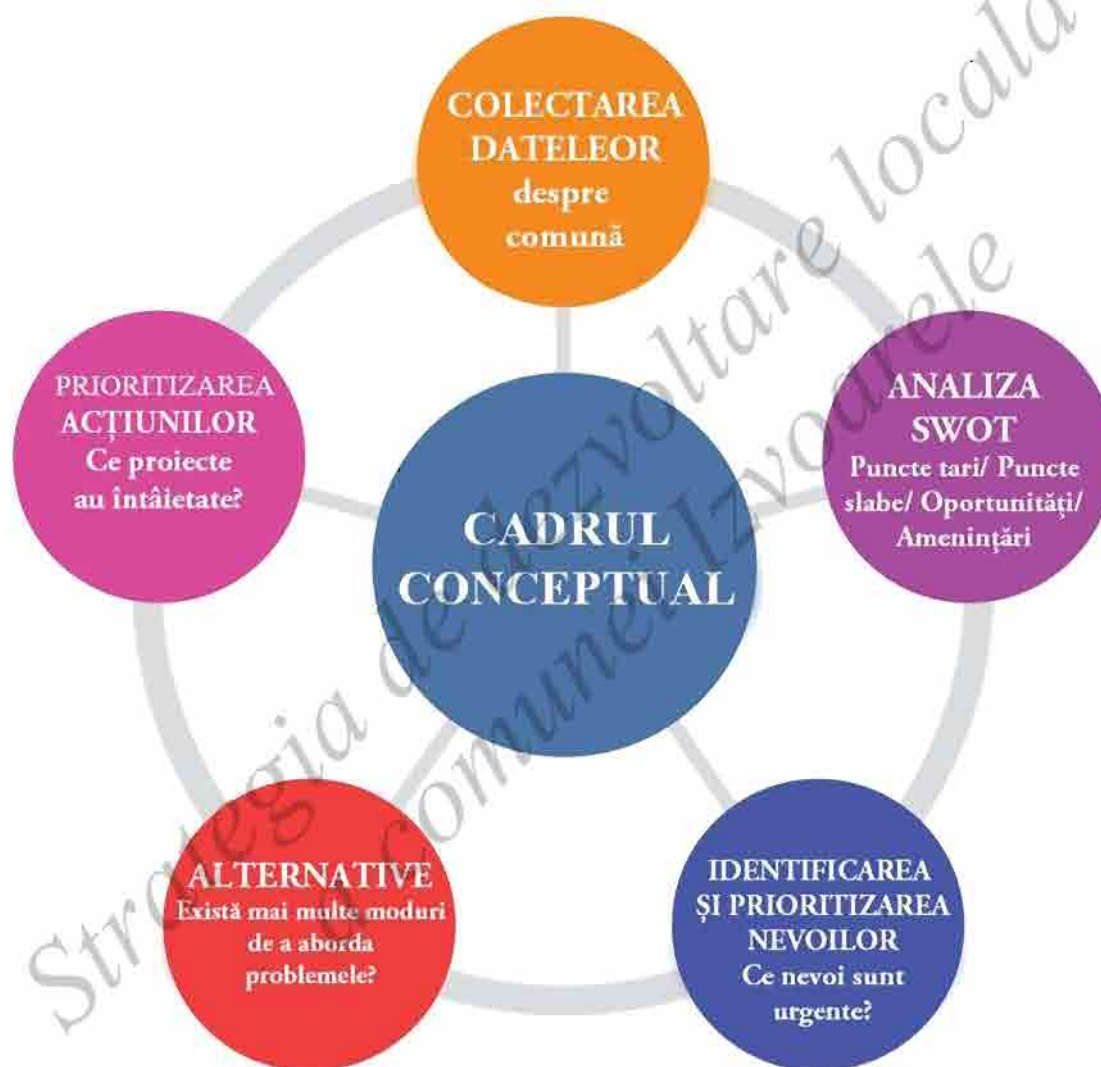 COLECTAREA
DATELEOR
despre
comună
PRIORITIZAREA
ACȚIUNILOR
Ce proiecte
au întâietate?
ANALIZA
SWOT
Puncte tari/ Puncte
slabe/ Oportunități/
Amenințări
CADRUL
CONCEPTUAL
ALTERNATIVE
Există mai multe moduri
de a aborda
problemele?
IDENTIFICAREA
ȘI PRIORITIZAREA
NEVOILOR
Ce nevoi sunt
urgente?
Strategia de dezvoltare locala
a comunei Izvoarele